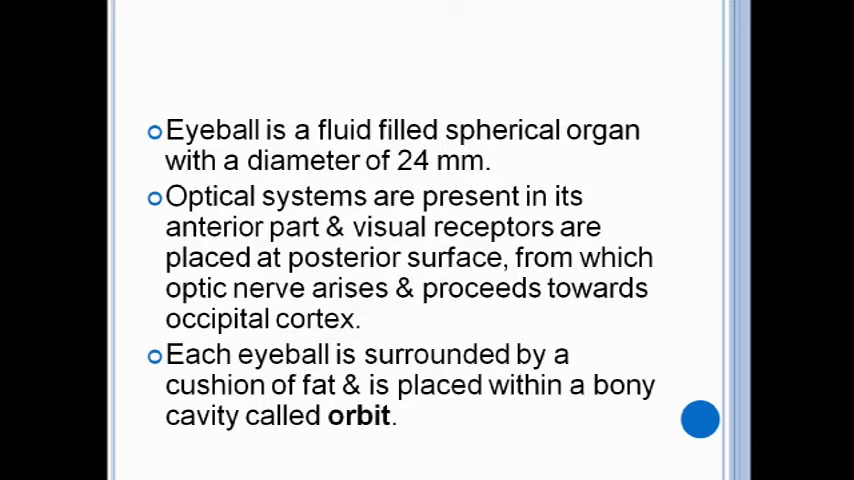 Eyeball is a fluid filled spherical organ
with a diameter of 24 mm.
Optical systems are present in its
anterior part & visual receptors are
placed at posterior surface, from which
optic nerve arises & proceeds towards
occipital cortex.
Each eyeball is surrounded by a
cushion of fat & is placed within a bony
cavity called orbit.